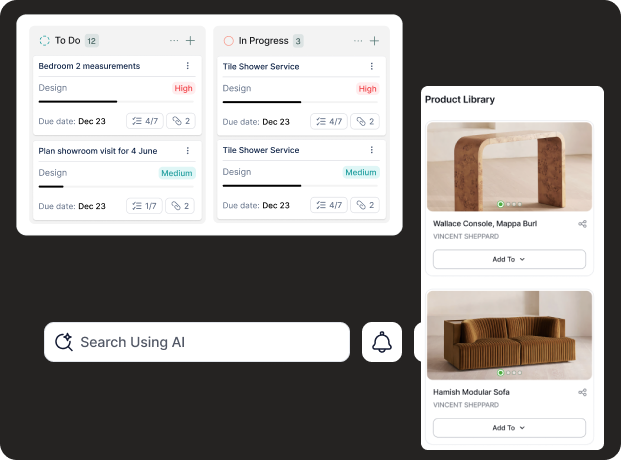 To Do 12
Bedroom 2 measurements
Design High
Due date: Dec 23 4/7 2
Plan showroom visit for 4 June
Design Medium
Due date: Dec 23 1/7 2
In Progress 3
Tile Shower Service
Design High
Due date: Dec 23 4/7 2
Tile Shower Service
Design Medium
Due date: Dec 23 4/7 2
Search Using AI
Product Library
Wallace Console, Mappa Burl
VINCENT SHEPPARD
Add To
Hamish Modular Sofa
VINCENT SHEPPARD
Add To